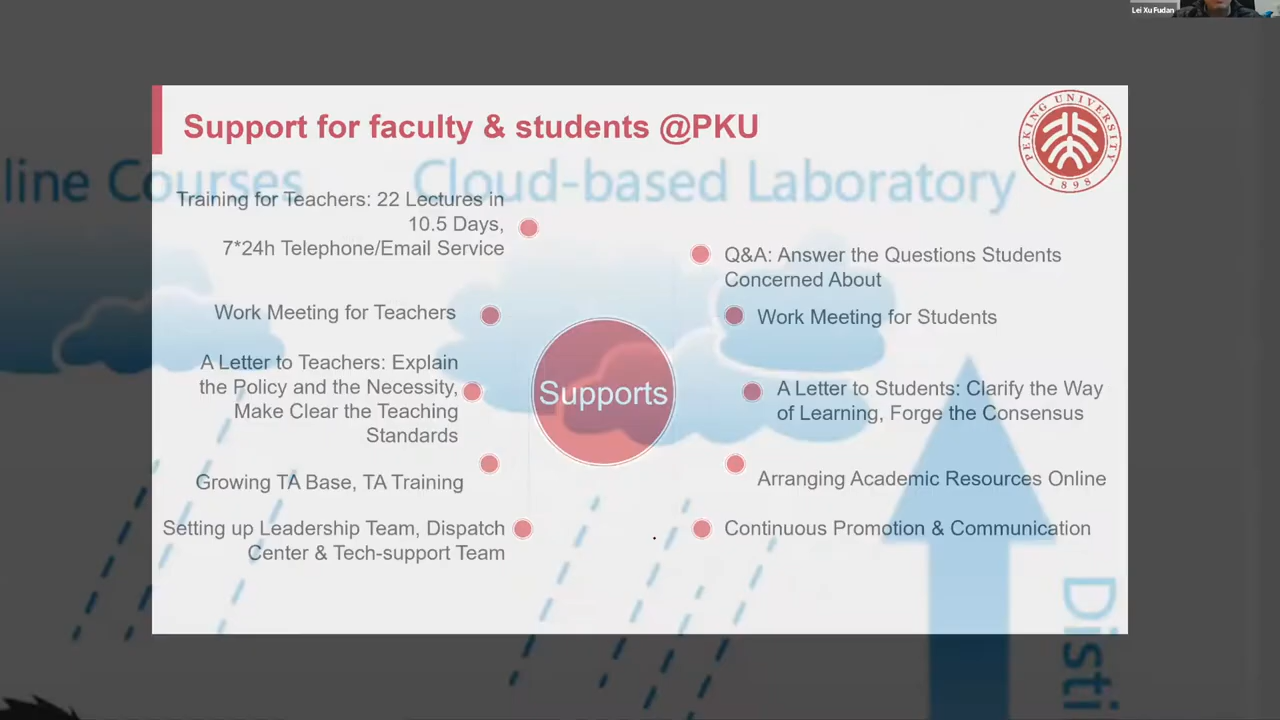 Lei Xu Fudan
Support for faculty & students @PKU
PEKING UNIVERSITY
1898
line Courses
Cloud-based Laboratory
Training for Teachers: 22 Lectures in
10.5 Days,
7*24h Telephone/Email Service
Work Meeting for Teachers
A Letter to Teachers: Explain
the Policy and the Necessity,
Make Clear the Teaching
Standards
Growing TA Base, TA Training
Setting up Leadership Team, Dispatch
Center & Tech-support Team
Supports
Q&A: Answer the Questions Students
Concerned About
Work Meeting for Students
A Letter to Students: Clarify the Way
of Learning, Forge the Consensus
Arranging Academic Resources Online
Continuous Promotion & Communication
Disti